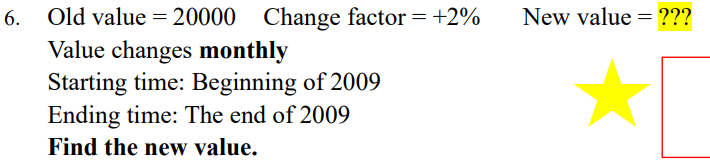 6. Old value = 20000 Change factor = +2% New value = ???
Value changes monthly
Starting time: Beginning of 2009
Ending time: The end of 2009
Find the new value.